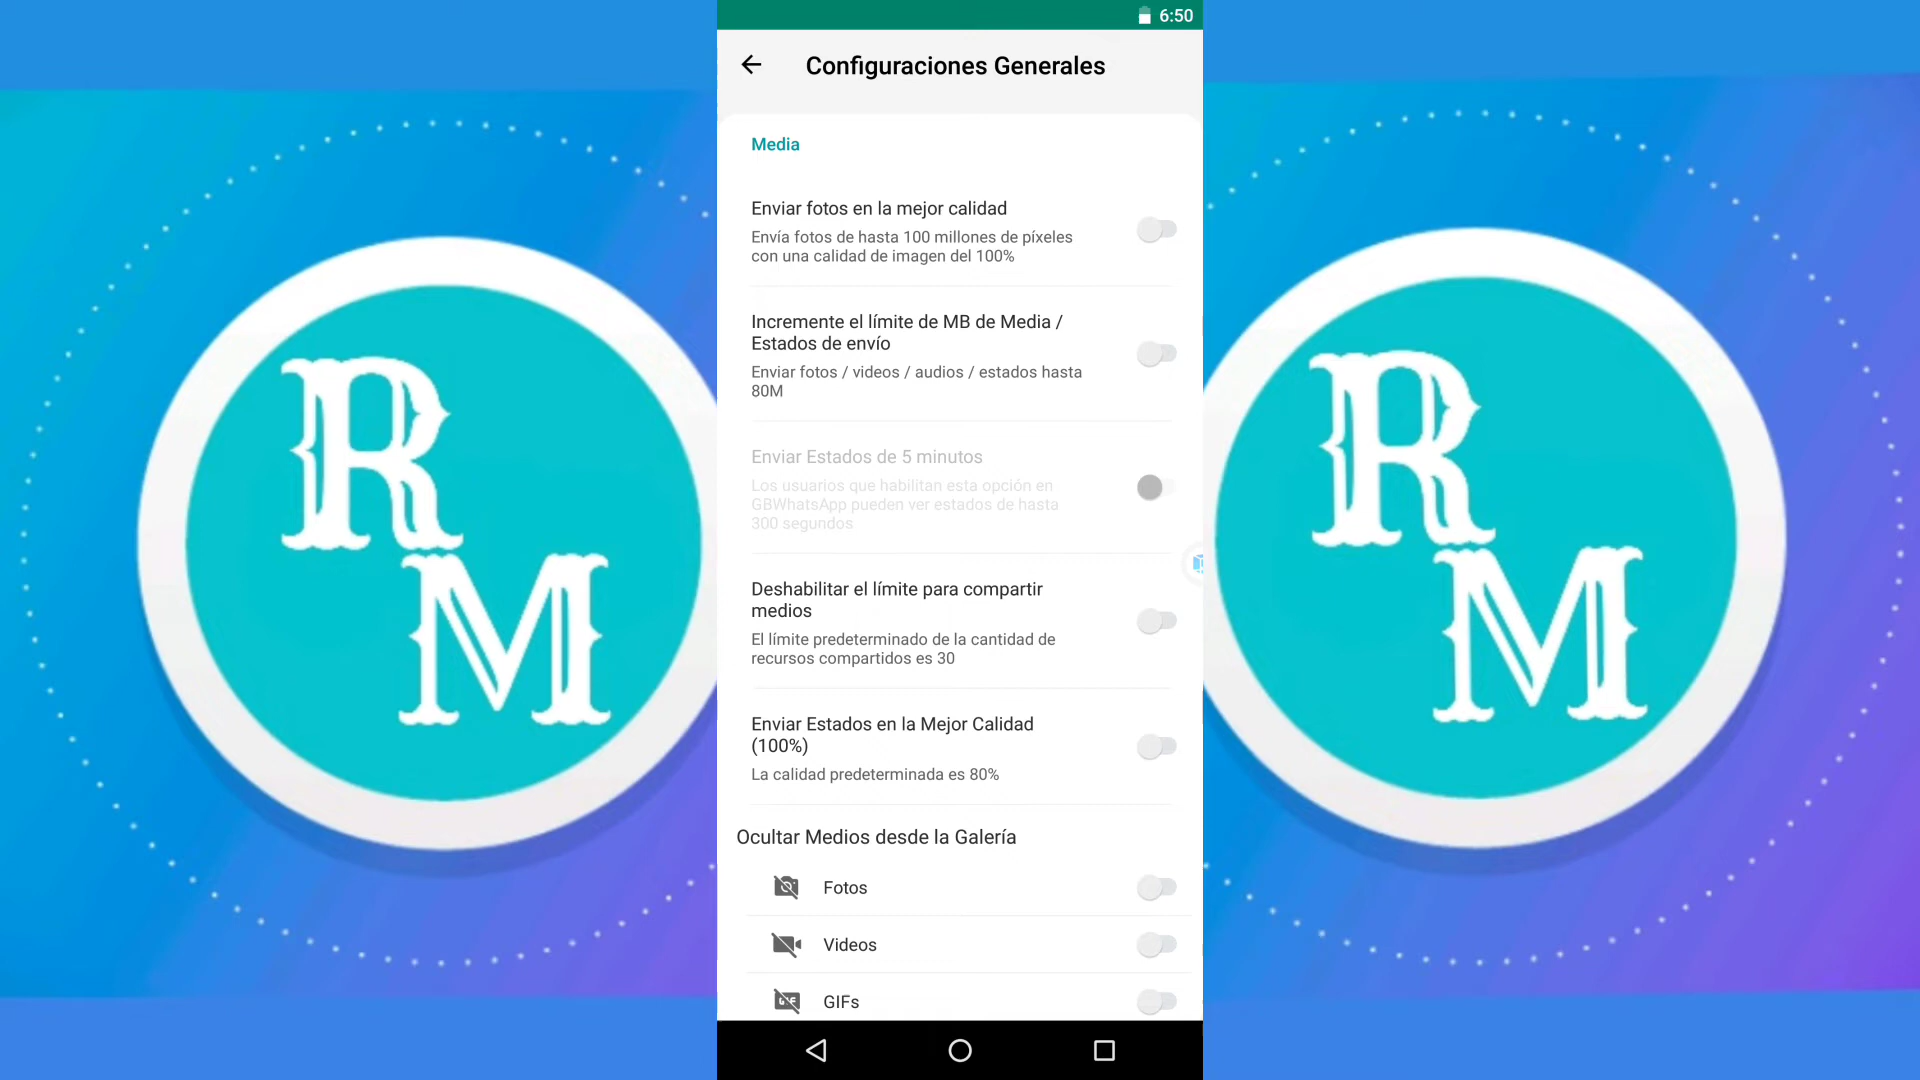 6:50
Configuraciones Generales
Media
Enviar fotos en la mejor calidad
Envía fotos de hasta 100 millones de píxeles
con una calidad de imagen del 100%
Incremente el límite de MB de Media /
Estados de envío
Enviar fotos / videos / audios / estados hasta
80M
Enviar Estados de 5 minutos
Los usuarios que habilitan esta opción en
GBWhatsApp pueden ver estados de hasta
300 segundos
Deshabilitar el límite para compartir
medios
El límite predeterminado de la cantidad de
recursos compartidos es 30
Enviar Estados en la Mejor Calidad
(100%)
La calidad predeterminada es 80%
Ocultar Medios desde la Galería
Fotos
Videos
GIF
GIFs
R
M
R
M